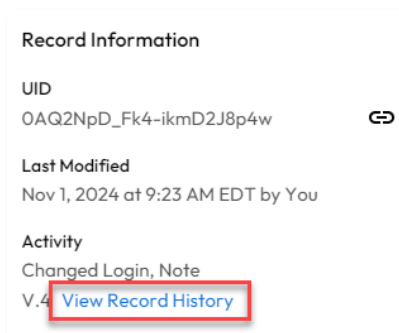 Record Information
UID
0AQ2NpD_Fk4-ikmD2J8p4w
Last Modified
Nov 1, 2024 at 9:23 AM EDT by You
Activity
Changed Login, Note
V.4 View Record History